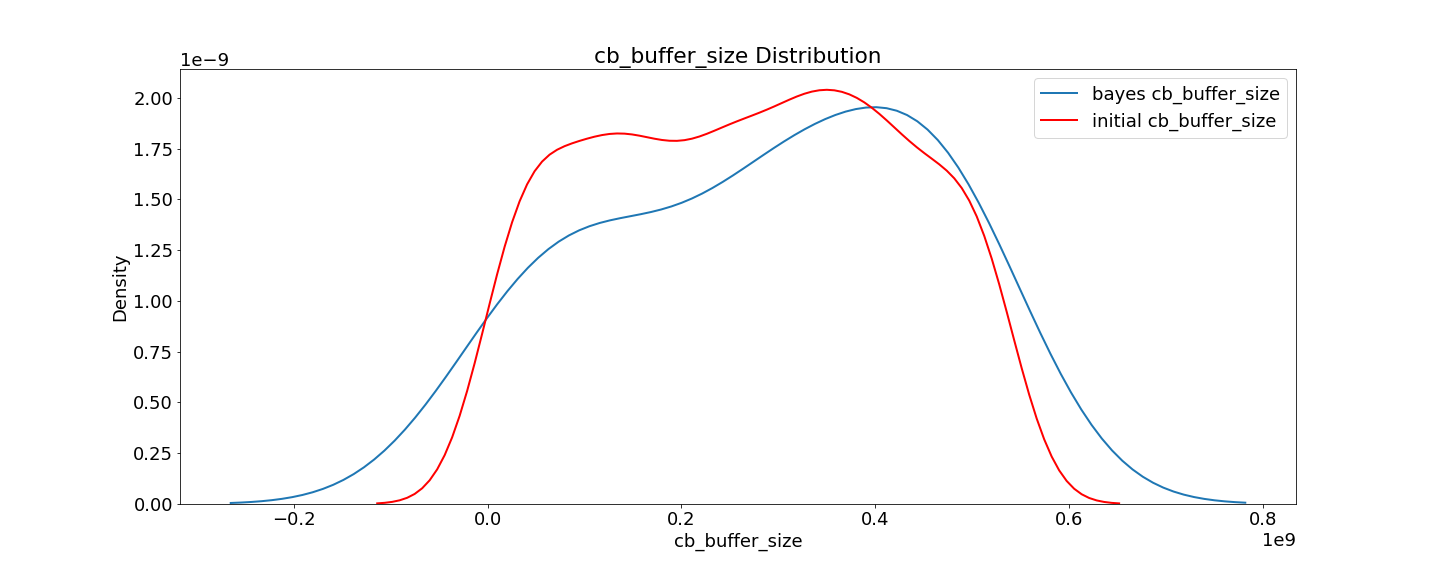 cb_buffer_size Distribution
1e−9
bayes cb_buffer_size
initial cb_buffer_size
2.00
1.75
1.50
1.25
1.00
0.75
0.50
0.25
0.00
Density
−0.2
0.0
0.2
0.4
0.6
0.8
cb_buffer_size
1e9